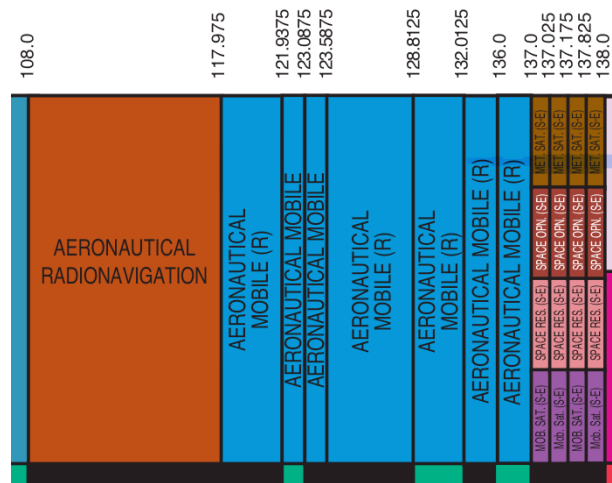 108.0
117.975
121.9375
123.0875
123.5875
128.8125
132.0125
136.0
137.0
137.025
137.175
137.825
138.0
AERONAUTICAL
RADIONAVIGATION
AERONAUTICAL
MOBILE (R)
AERONAUTICAL MOBILE
AERONAUTICAL MOBILE
AERONAUTICAL
MOBILE (R)
AERONAUTICAL
MOBILE (R)
AERONAUTICAL MOBILE (R)
AERONAUTICAL MOBILE (R)
MET. SAT. (S-E)
SPACE OPN. (S-E)
SPACE RES. (S-E)
MOB. SAT. (S-E)
MET. SAT. (S-E)
SPACE OPN. (S-E)
SPACE RES. (S-E)
Mob. Sat. (S-E)
MET. SAT. (S-E)
SPACE OPN. (S-E)
SPACE RES. (S-E)
MOB. SAT. (S-E)
MET. SAT. (S-E)
SPACE OPN. (S-E)
SPACE RES. (S-E)
Mob. Sat. (S-E)